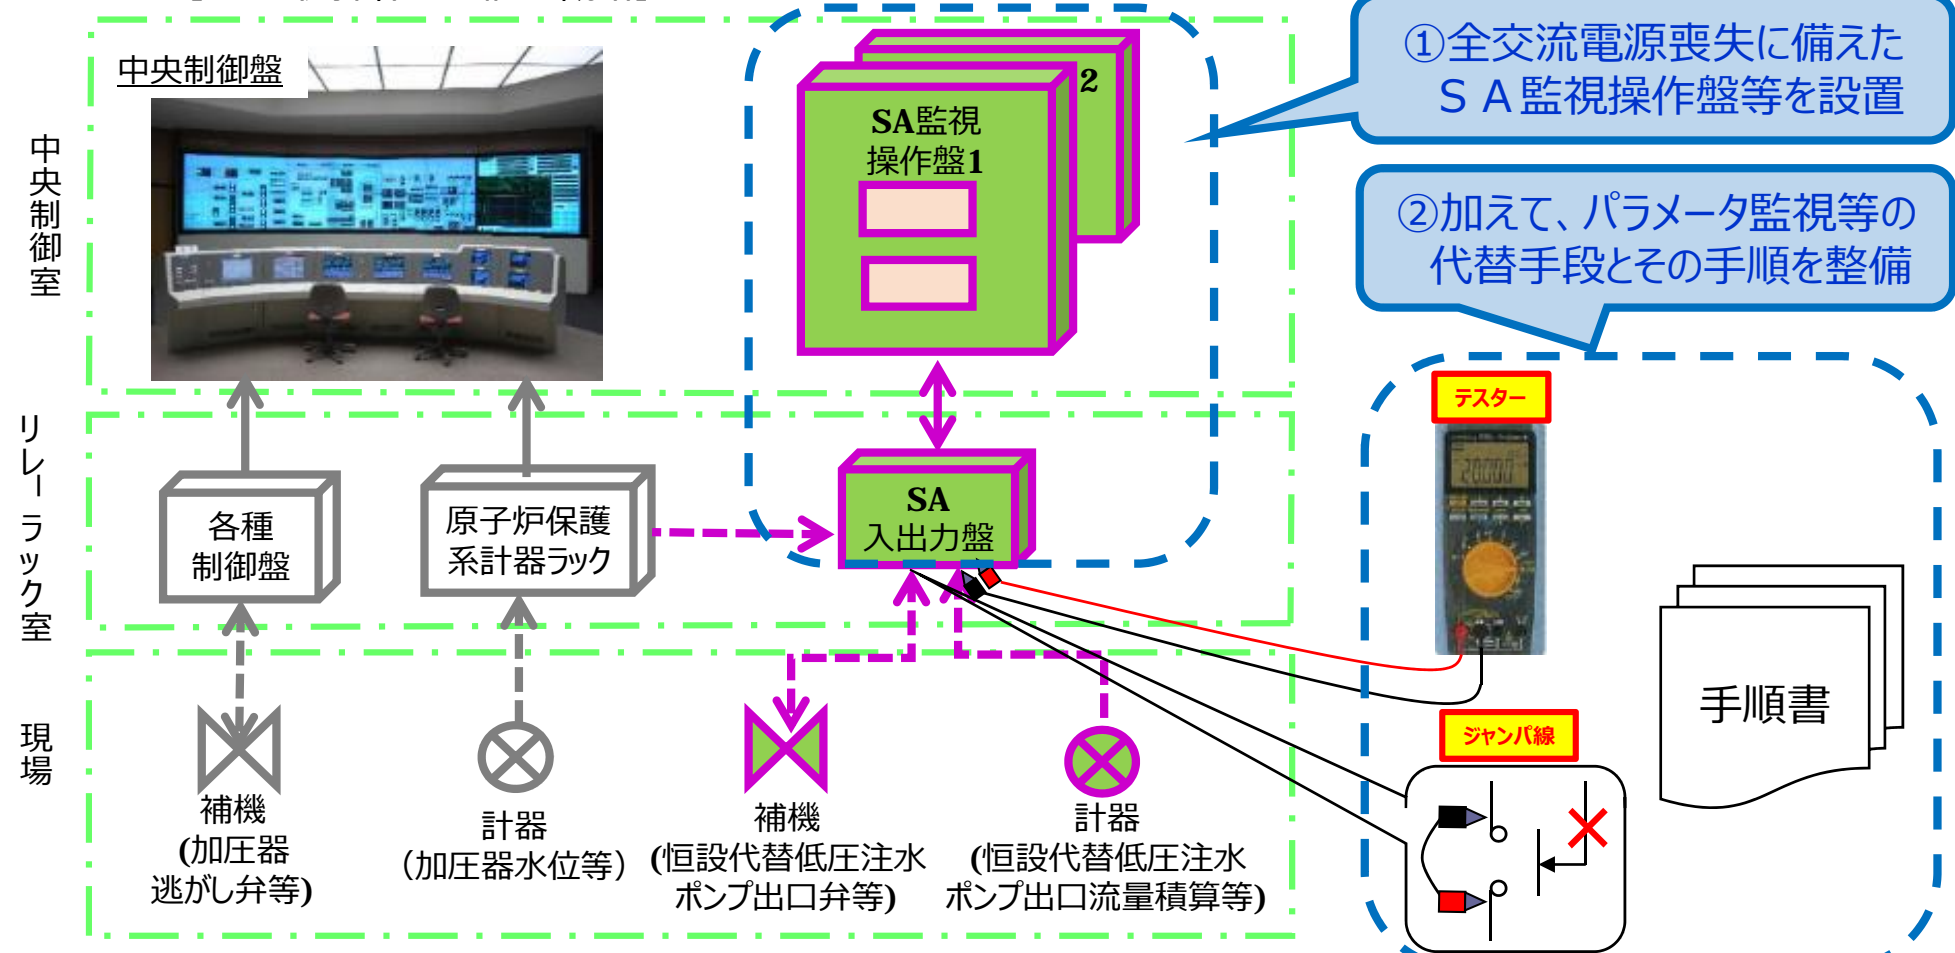 中央制御室
中央制御盤
2
SA監視
操作盤1
①全交流電源喪失に備えた
ＳＡ監視操作盤等を設置
②加えて、パラメータ監視等の
代替手段とその手順を整備
リレーラック室
各種
制御盤
原子炉保護
系計器ラック
SA
入出力盤
テスター
手順書
ジャンパ線
現場
補機
(加圧器
逃がし弁等)
計器
（加圧器水位等）
補機
(恒設代替低圧注水
ポンプ出口弁等)
計器
(恒設代替低圧注水
ポンプ出口流量積算等)